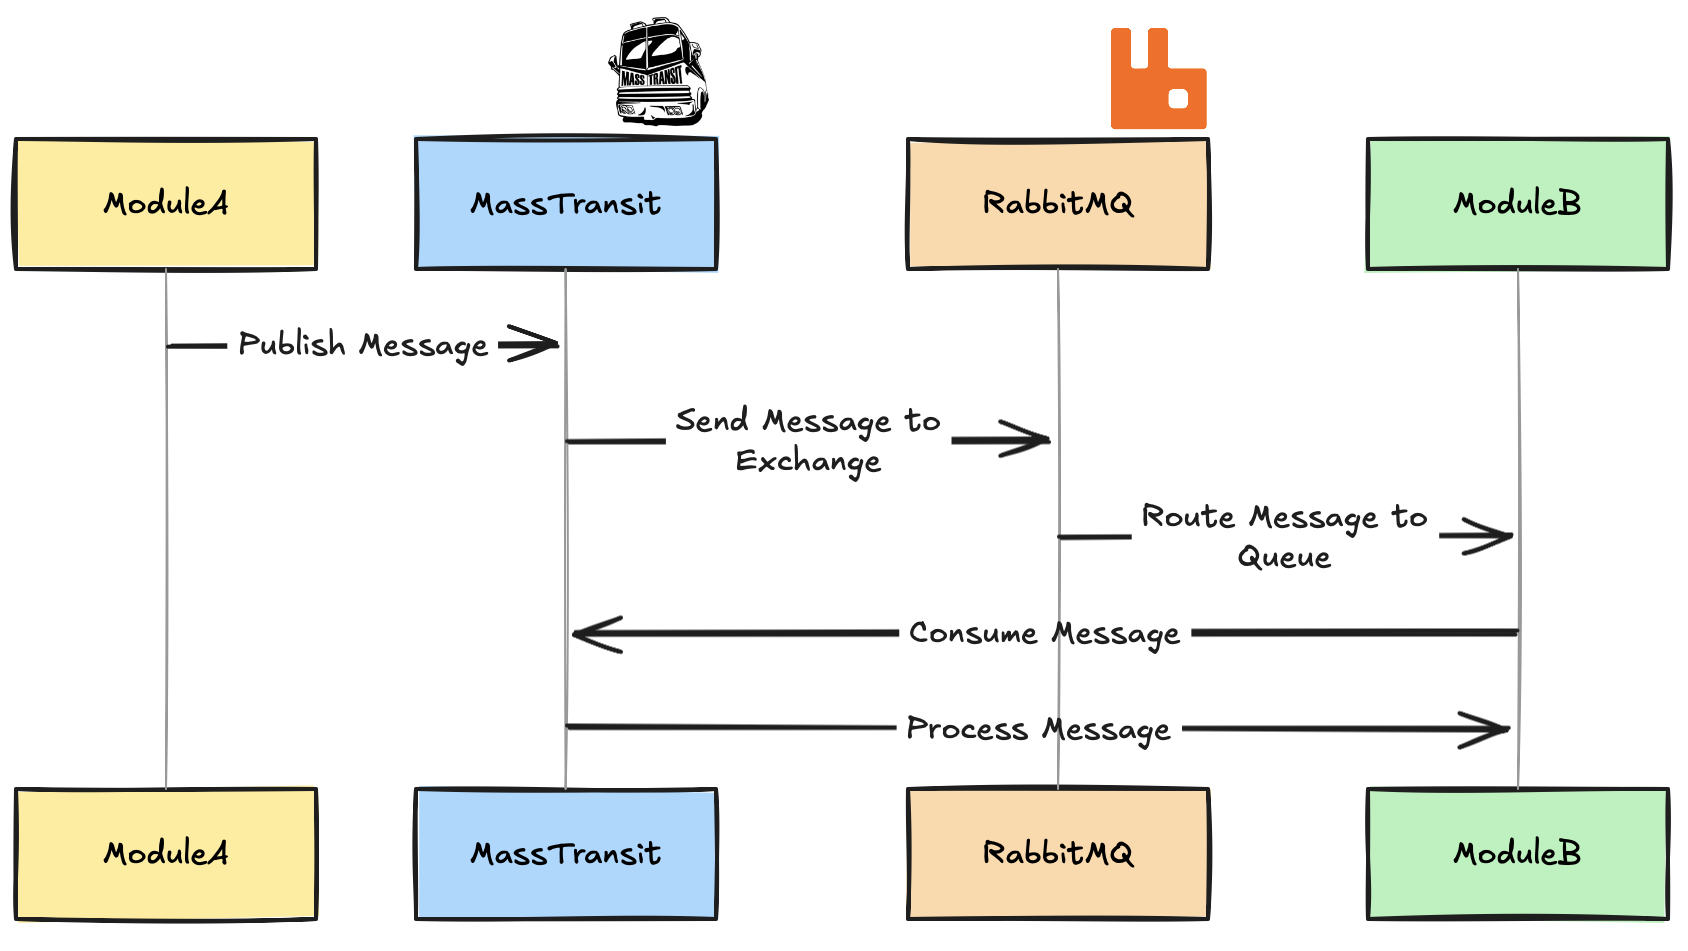 MASS TRANSIT
ModuleA
MassTransit
RabbitMQ
ModuleB
Publish Message
Send Message to
Exchange
Route Message to
Queue
Consume Message
Process Message
ModuleA
MassTransit
RabbitMQ
ModuleB